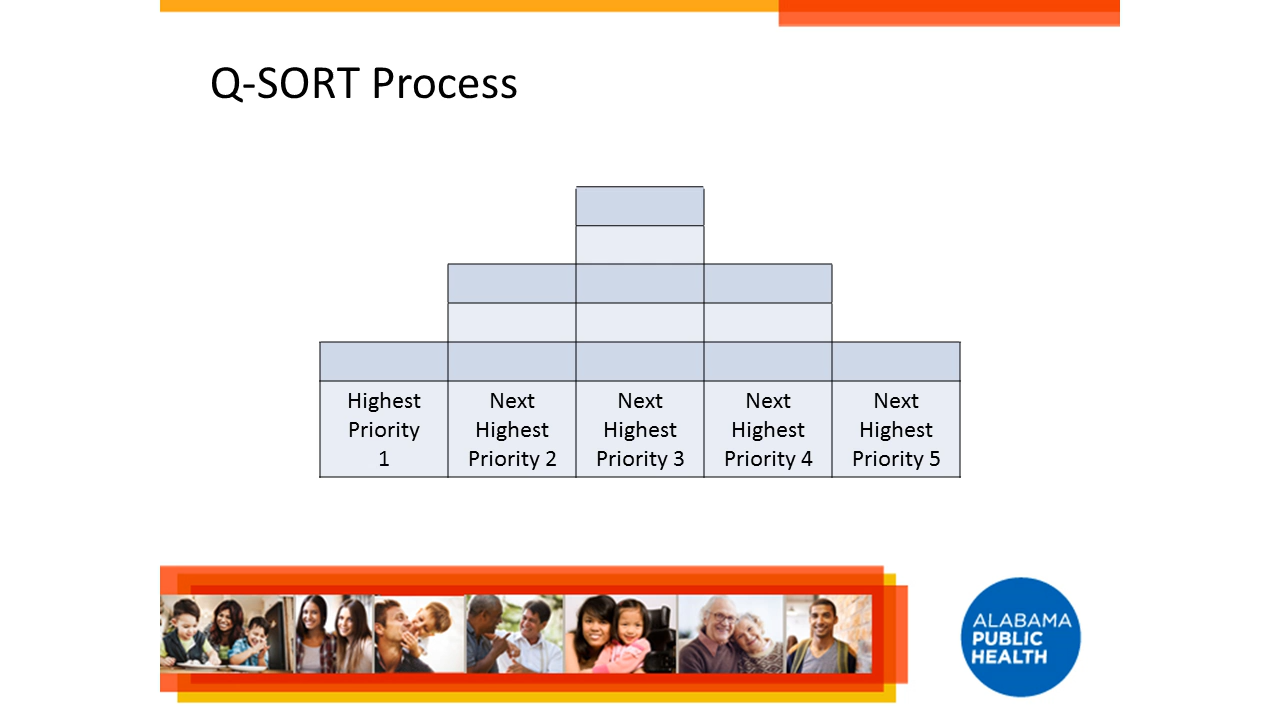 Q-SORT Process
Highest
Priority
1
Next
Highest
Priority 2
Next
Highest
Priority 3
Next
Highest
Priority 4
Next
Highest
Priority 5
ALABAMA
PUBLIC
HEALTH